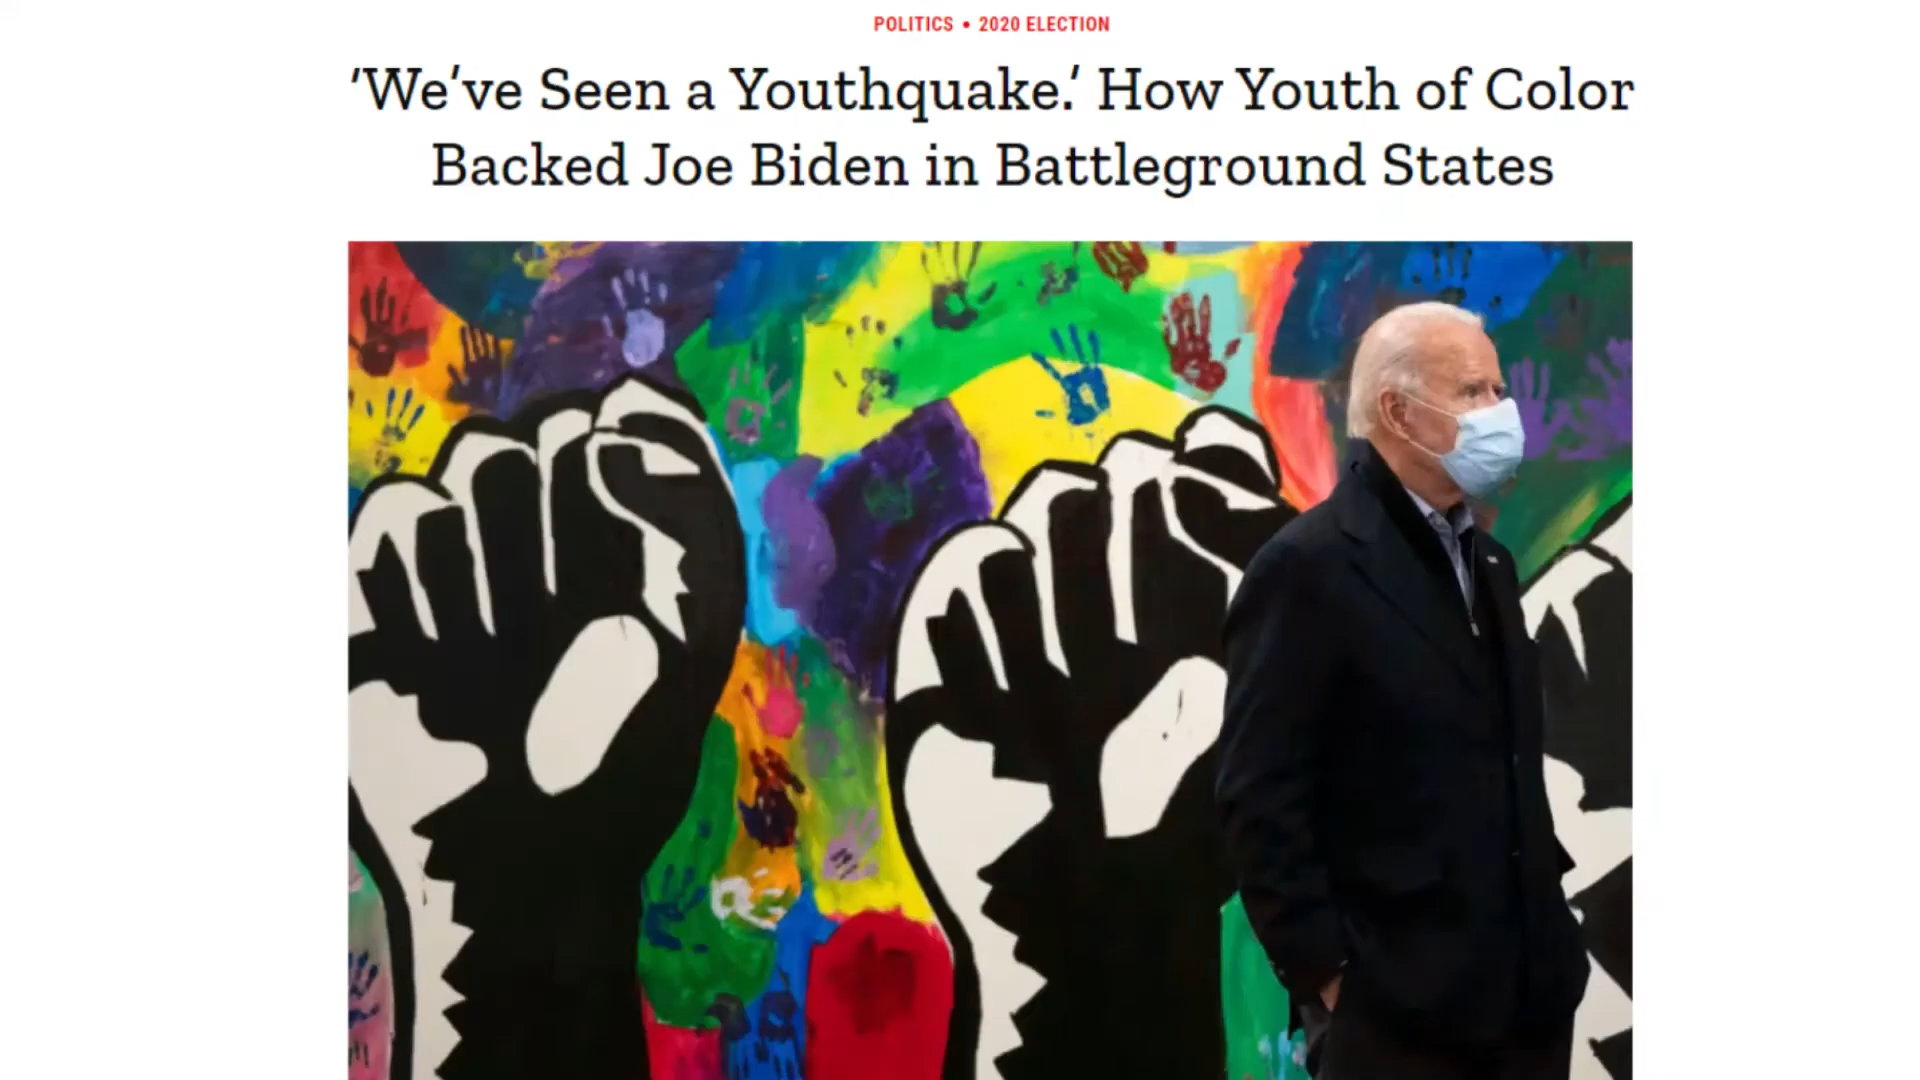 POLITICS • 2020 ELECTION
‘We’ve Seen a Youthquake.’ How Youth of Color
Backed Joe Biden in Battleground States